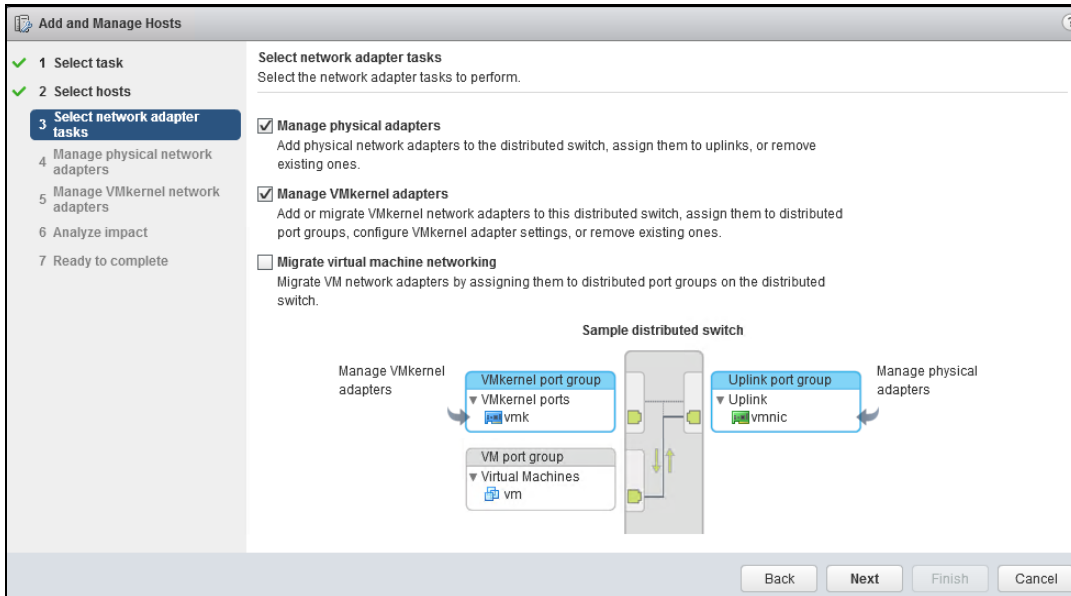 Add and Manage Hosts
?
1 Select task
2 Select hosts
3 Select network adapter
tasks
4 Manage physical network
adapters
5 Manage VMkernel network
adapters
6 Analyze impact
7 Ready to complete
Select network adapter tasks
Select the network adapter tasks to perform.
Manage physical adapters
Add physical network adapters to the distributed switch, assign them to uplinks, or remove
existing ones.
Manage VMkernel adapters
Add or migrate VMkernel network adapters to this distributed switch, assign them to distributed
port groups, configure VMkernel adapter settings, or remove existing ones.
Migrate virtual machine networking
Migrate VM network adapters by assigning them to distributed port groups on the distributed
switch.
Sample distributed switch
Manage VMkernel
adapters
VMkernel port group
VMkernel ports
vmk
VM port group
Virtual Machines
vm
Uplink port group
Uplink
vmnic
Manage physical
adapters
Back
Next
Finish
Cancel